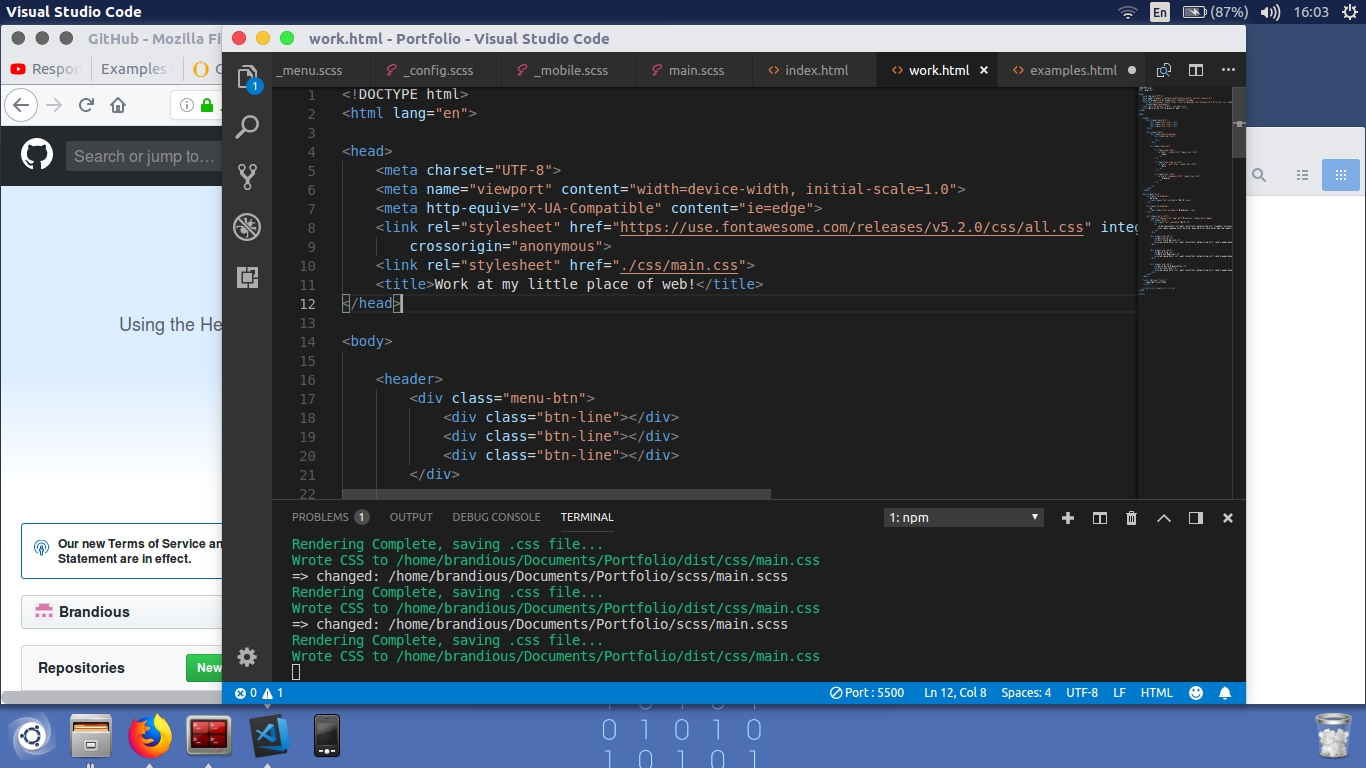 Visual Studio Code
En
(87%)
16:03
GitHub - Mozilla Fi
work.html - Portfolio - Visual Studio Code
Respon
Examples
_menu.scss
_config.scss
_mobile.scss
main.scss
index.html
work.html
examples.html
1
Search or jump to...
1 <!DOCTYPE html>
2 <html lang="en">
3
4 <head>
5 <meta charset="UTF-8">
6 <meta name="viewport" content="width=device-width, initial-scale=1.0">
7 <meta http-equiv="X-UA-Compatible" content="ie=edge">
8 <link rel="stylesheet" href="https://use.fontawesome.com/releases/v5.2.0/css/all.css" integ
9 crossorigin="anonymous">
10 <link rel="stylesheet" href="./css/main.css">
11 <title>Work at my little place of web!</title>
12 </head>
13
14 <body>
15
16 <header>
17 <div class="menu-btn">
18 <div class="btn-line"></div>
19 <div class="btn-line"></div>
20 <div class="btn-line"></div>
21 </div>
22
Using the He
Our new Terms of Service an
Statement are in effect.
Brandious
Repositories
New
PROBLEMS 1 OUTPUT DEBUG CONSOLE TERMINAL
1: npm
Rendering Complete, saving .css file...
Wrote CSS to /home/brandious/Documents/Portfolio/dist/css/main.css
=> changed: /home/brandious/Documents/Portfolio/scss/main.scss
Rendering Complete, saving .css file...
Wrote CSS to /home/brandious/Documents/Portfolio/dist/css/main.css
=> changed: /home/brandious/Documents/Portfolio/scss/main.scss
Rendering Complete, saving .css file...
Wrote CSS to /home/brandious/Documents/Portfolio/dist/css/main.css
0 1
Port : 5500
Ln 12, Col 8
Spaces: 4
UTF-8
LF
HTML
0 1 0 1 0
1 0 1 0 1